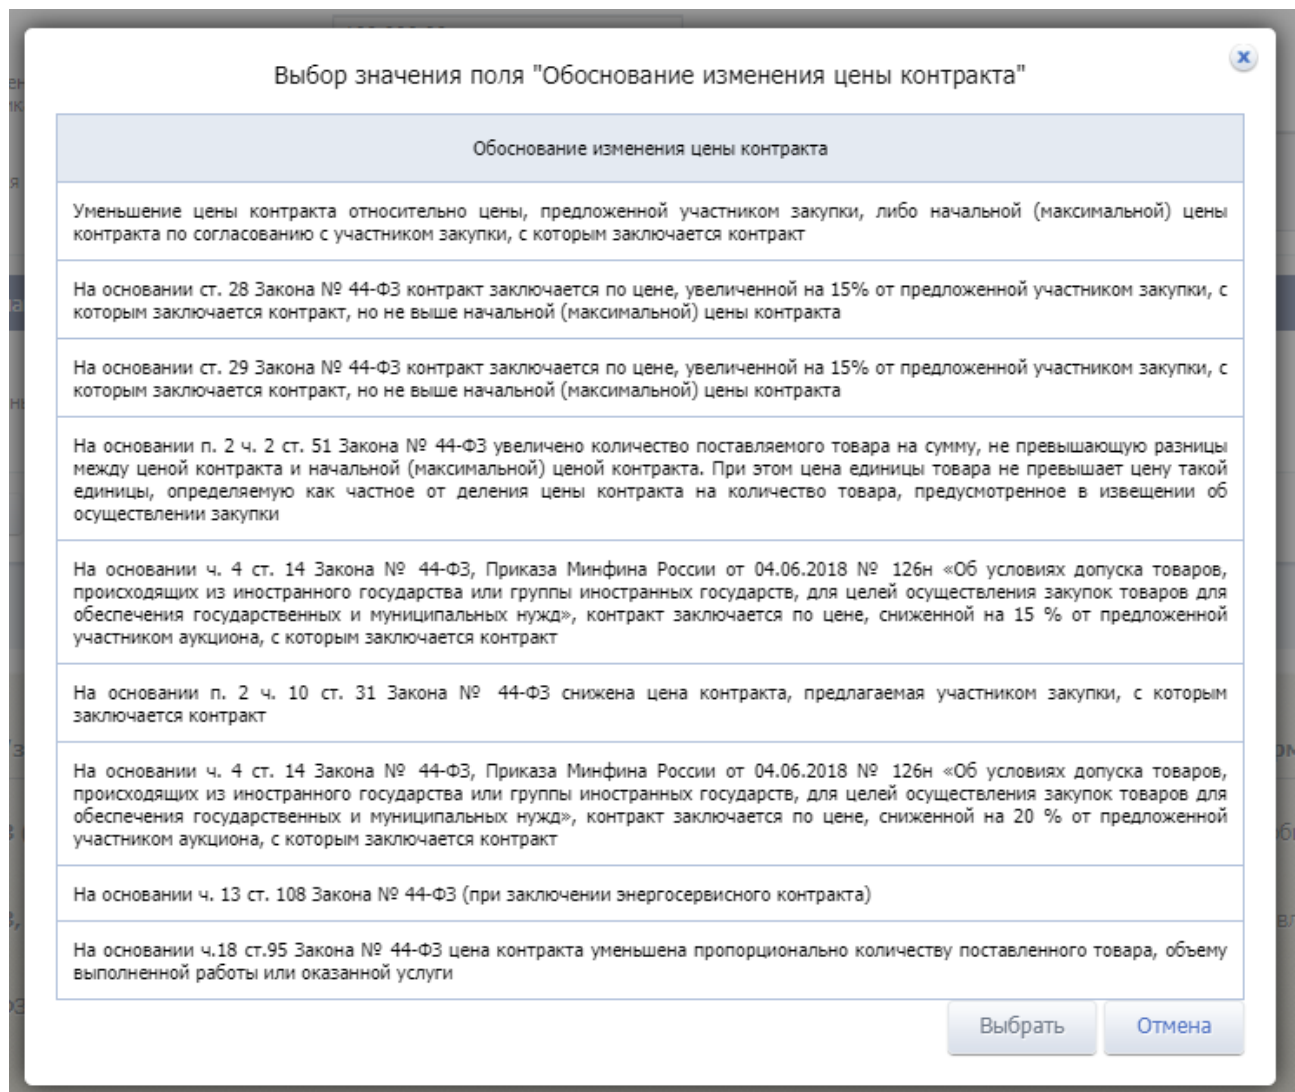 Выбор значения поля "Обоснование изменения цены контракта"
Обоснование изменения цены контракта
Уменьшение цены контракта относительно цены, предложенной участником закупки, либо начальной (максимальной) цены
контракта по согласованию с участником закупки, с которым заключается контракт
На основании ст. 28 Закона № 44-ФЗ контракт заключается по цене, увеличенной на 15% от предложенной участником закупки, с
которым заключается контракт, но не выше начальной (максимальной) цены контракта
На основании ст. 29 Закона № 44-ФЗ контракт заключается по цене, увеличенной на 15% от предложенной участником закупки, с
которым заключается контракт, но не выше начальной (максимальной) цены контракта
На основании п. 2 ч. 2 ст. 51 Закона № 44-ФЗ увеличено количество поставляемого товара на сумму, не превышающую разницы
между ценой контракта и начальной (максимальной) ценой контракта. При этом цена единицы товара не превышает цену такой
единицы, определяемую как частное от деления цены контракта на количество товара, предусмотренное в извещении об
осуществлении закупки
На основании ч. 4 ст. 14 Закона № 44-ФЗ, Приказа Минфина России от 04.06.2018 № 126н «Об условиях допуска товаров,
происходящих из иностранного государства или группы иностранных государств, для целей осуществления закупок товаров для
обеспечения государственных и муниципальных нужд», контракт заключается по цене, сниженной на 15 % от предложенной
участником аукциона, с которым заключается контракт
На основании п. 2 ч. 10 ст. 31 Закона № 44-ФЗ снижена цена контракта, предлагаемая участником закупки, с которым
заключается контракт
На основании ч. 4 ст. 14 Закона № 44-ФЗ, Приказа Минфина России от 04.06.2018 № 126н «Об условиях допуска товаров,
происходящих из иностранного государства или группы иностранных государств, для целей осуществления закупок товаров для
обеспечения государственных и муниципальных нужд», контракт заключается по цене, сниженной на 20 % от предложенной
участником аукциона, с которым заключается контракт
На основании ч. 13 ст. 108 Закона № 44-ФЗ (при заключении энергосервисного контракта)
На основании ч.18 ст.95 Закона № 44-ФЗ цена контракта уменьшена пропорционально количеству поставленного товара, объему
выполненной работы или оказанной услуги
Выбрать Отмена